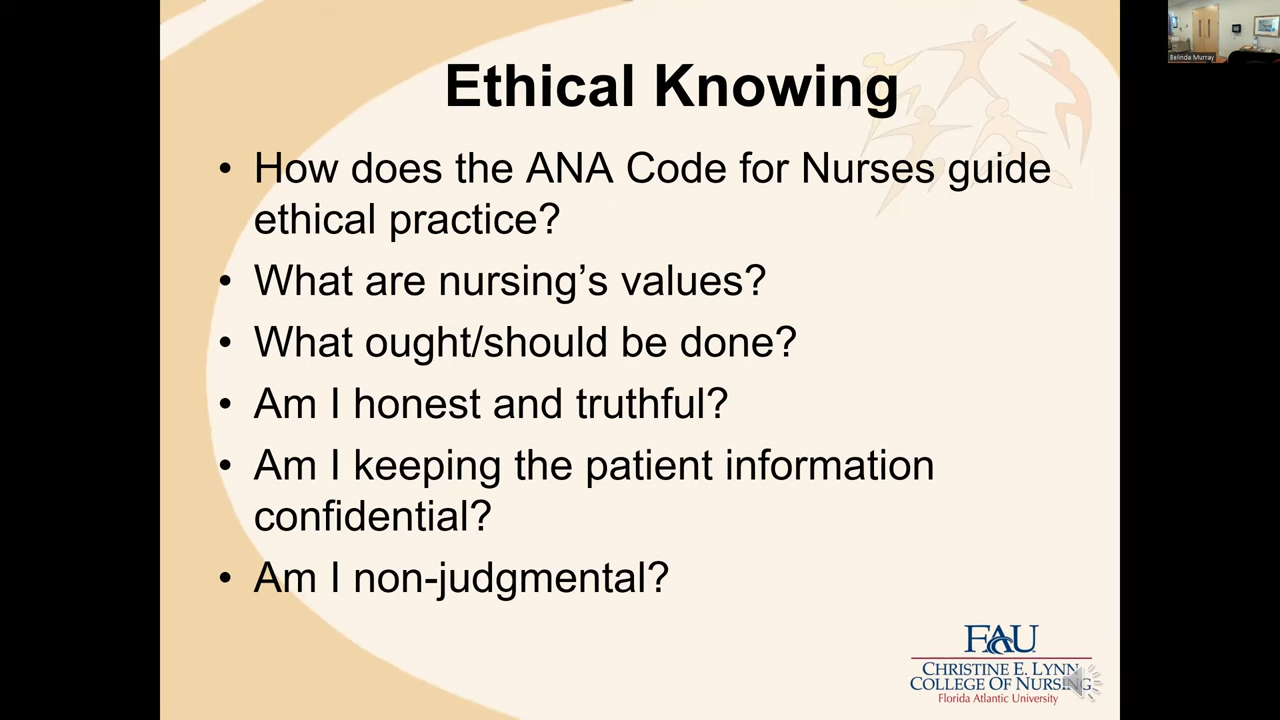 Ethical Knowing
Belinda Murray
• How does the ANA Code for Nurses guide
ethical practice?
• What are nursing’s values?
• What ought/should be done?
• Am I honest and truthful?
• Am I keeping the patient information
confidential?
• Am I non-judgmental?
FAU
CHRISTINE E. LYNN
COLLEGE OF NURSING
Florida Atlantic University